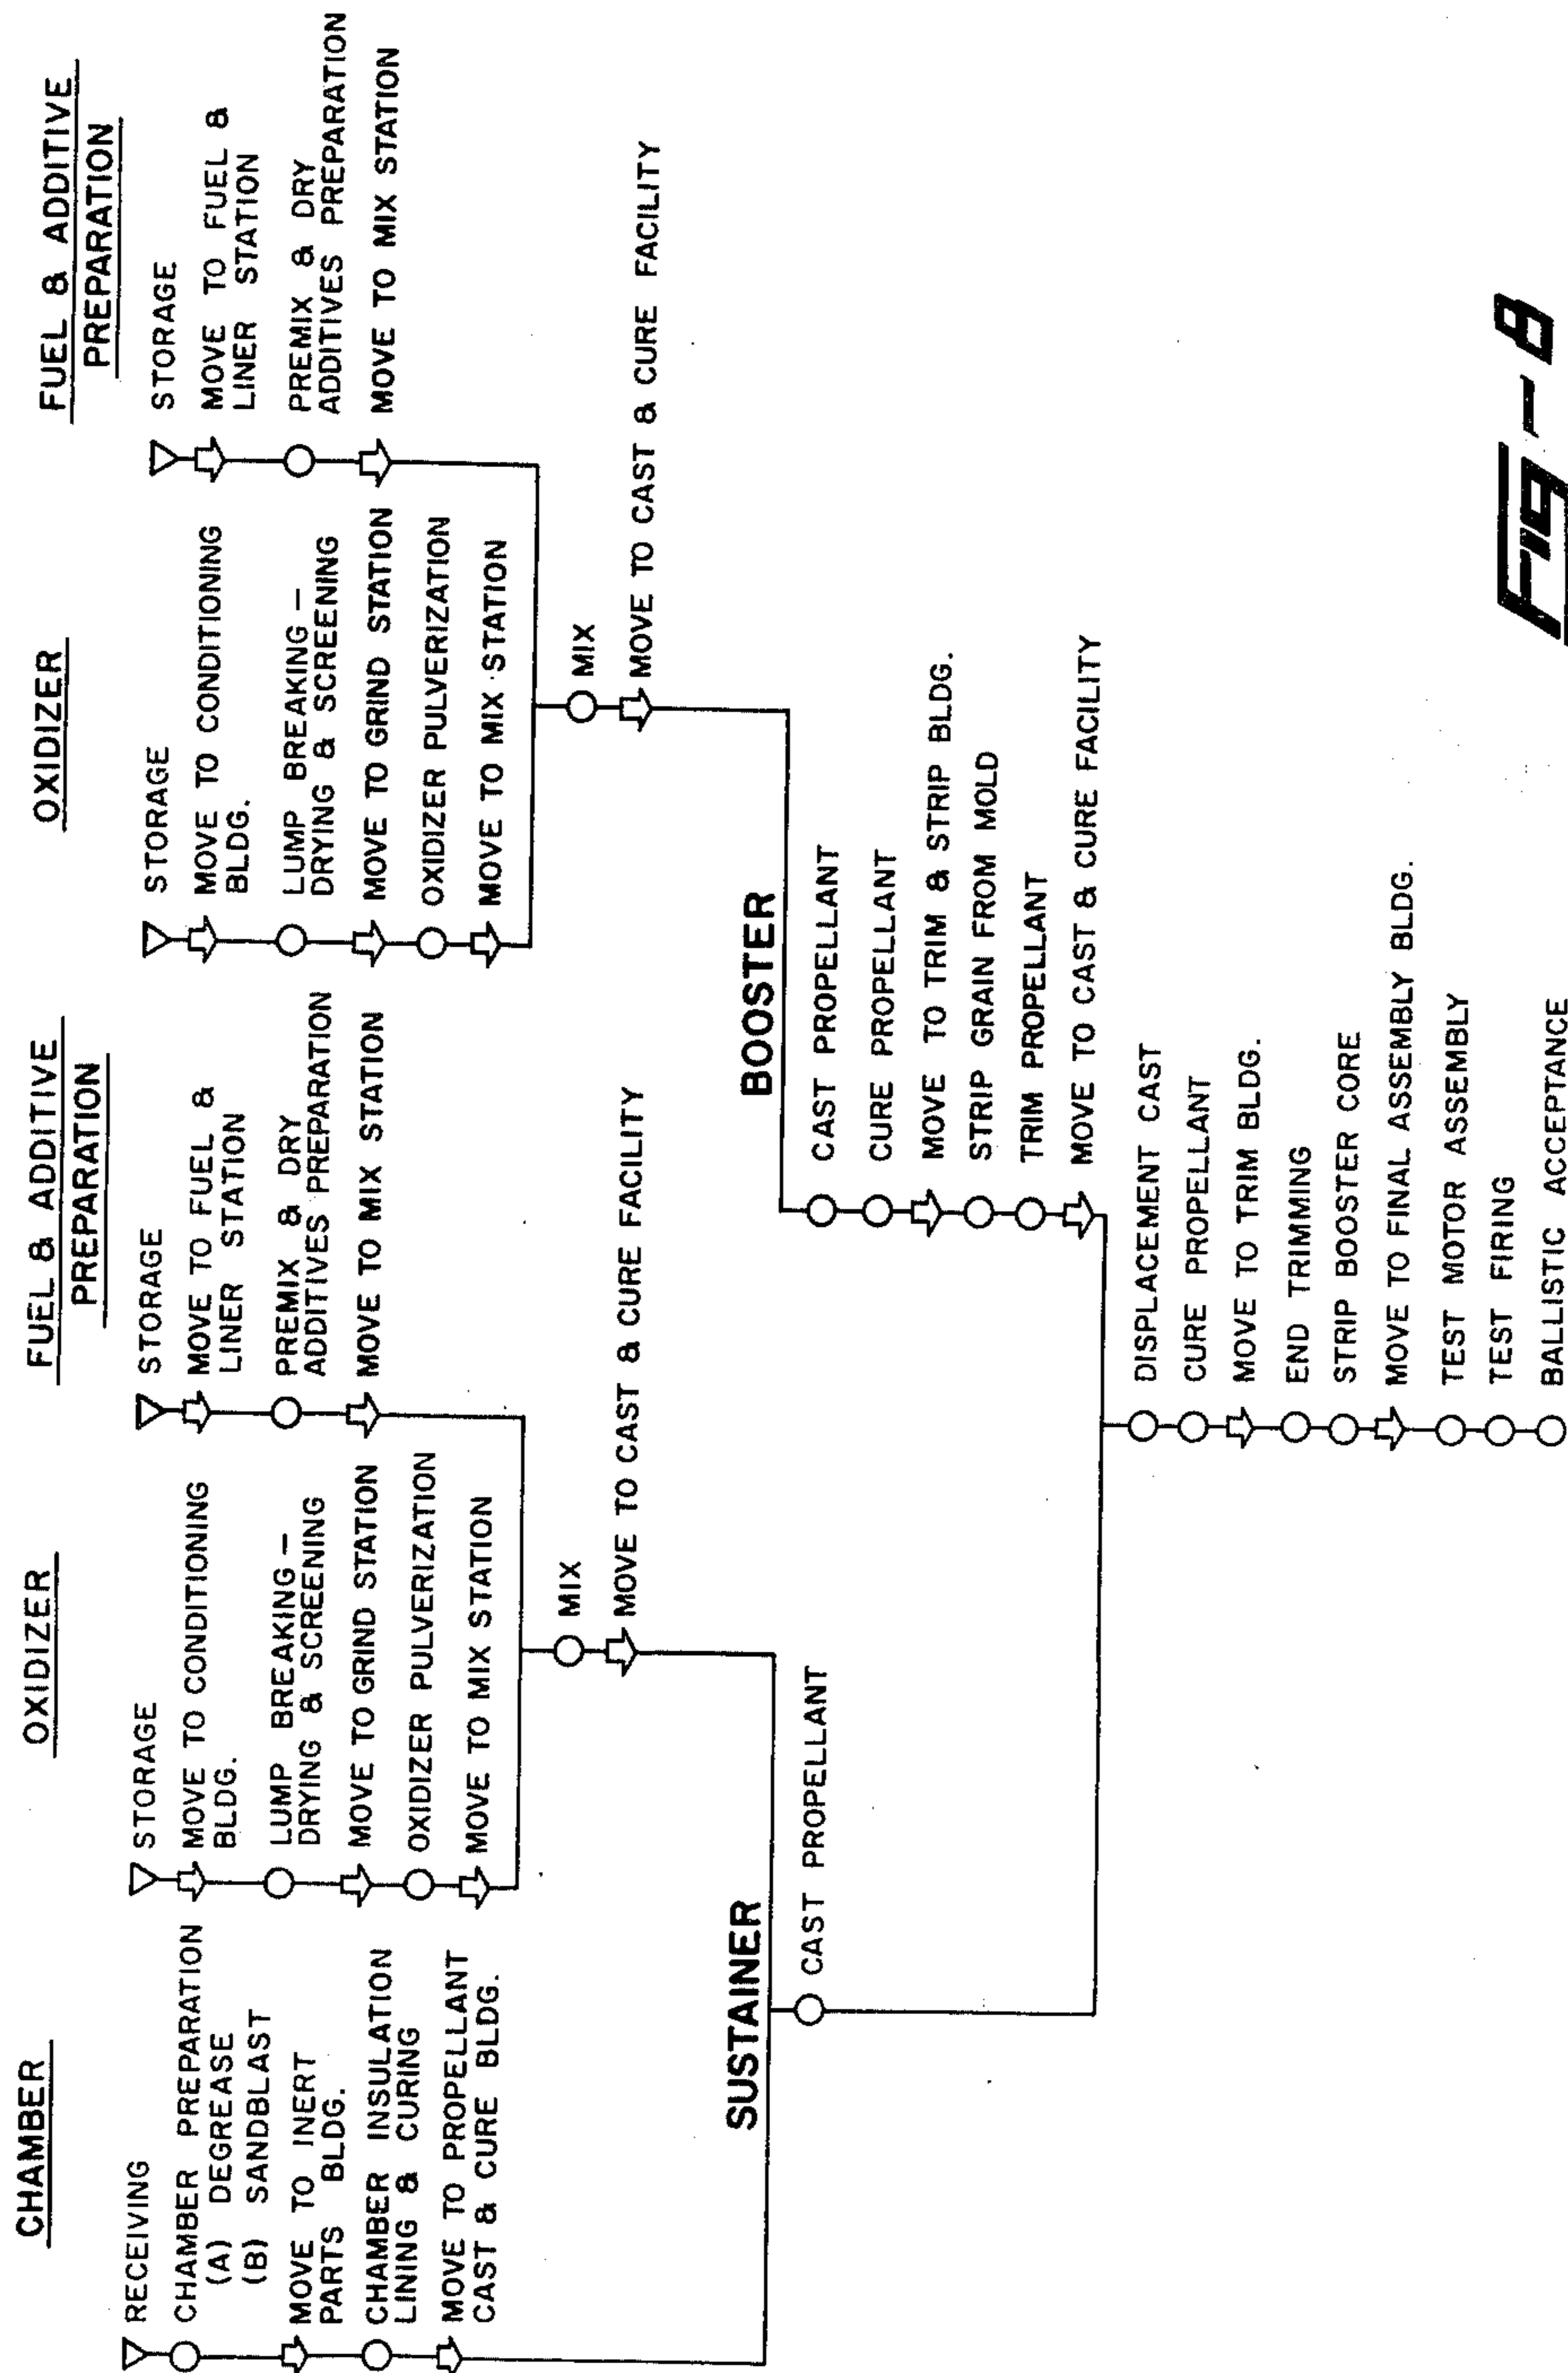 CHAMBER
RECEIVING
CHAMBER PREPARATION
(A) DEGREASE
(B) SANDBLAST
MOVE TO INERT
PARTS BLDG.
CHAMBER INSULATION
LINING & CURING
MOVE TO PROPELLANT
CAST & CURE BLDG.
OXIDIZER
STORAGE
MOVE TO CONDITIONING
BLDG.
LUMP BREAKING –
DRYING & SCREENING
MOVE TO GRIND STATION
OXIDIZER PULVERIZATION
MOVE TO MIX STATION
FUEL & ADDITIVE
PREPARATION
STORAGE
MOVE TO FUEL &
LINER STATION
PREMIX & DRY
ADDITIVES PREPARATION
MOVE TO MIX STATION
MIX
MOVE TO CAST & CURE FACILITY
SUSTAINER
CAST PROPELLANT
OXIDIZER
STORAGE
MOVE TO CONDITIONING
BLDG.
LUMP BREAKING –
DRYING & SCREENING
MOVE TO GRIND STATION
OXIDIZER PULVERIZATION
MOVE TO MIX STATION
FUEL & ADDITIVE
PREPARATION
STORAGE
MOVE TO FUEL &
LINER STATION
PREMIX & DRY
ADDITIVES PREPARATION
MOVE TO MIX STATION
MIX
MOVE TO CAST & CURE FACILITY
BOOSTER
CAST PROPELLANT
CURE PROPELLANT
MOVE TO TRIM & STRIP BLDG.
STRIP GRAIN FROM MOLD
TRIM PROPELLANT
MOVE TO CAST & CURE FACILITY
DISPLACEMENT CAST
CURE PROPELLANT
MOVE TO TRIM BLDG.
END TRIMMING
STRIP BOOSTER CORE
MOVE TO FINAL ASSEMBLY BLDG.
TEST MOTOR ASSEMBLY
TEST FIRING
BALLISTIC ACCEPTANCE
Fig-8